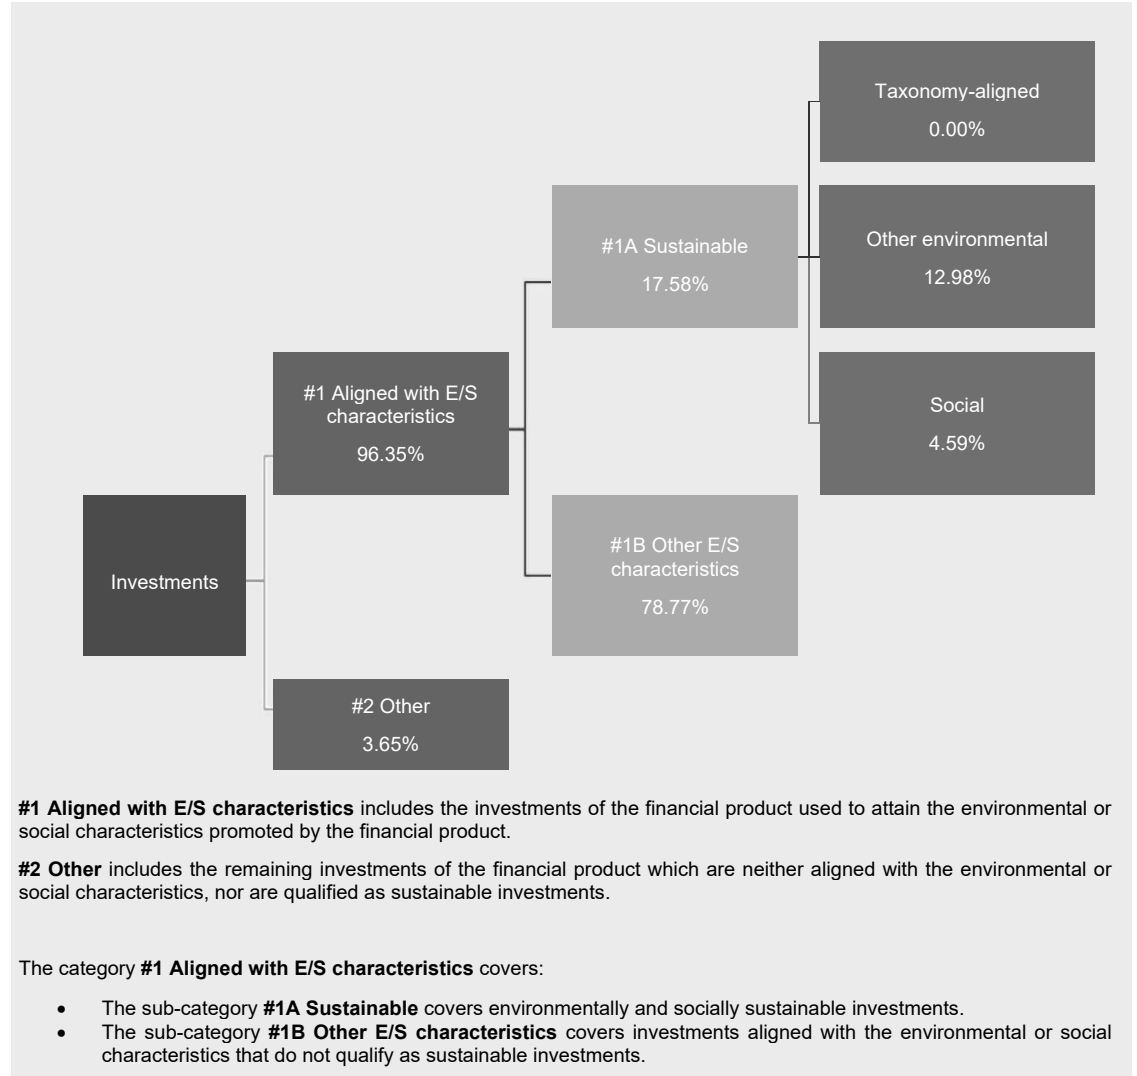 Taxonomy-aligned
0.00%
#1A Sustainable
17.58%
Other environmental
12.98%
#1 Aligned with E/S
characteristics
96.35%
Social
4.59%
Investments
#1B Other E/S
characteristics
78.77%
#2 Other
3.65%
#1 Aligned with E/S characteristics includes the investments of the financial product used to attain the environmental or
social characteristics promoted by the financial product.
#2 Other includes the remaining investments of the financial product which are neither aligned with the environmental or
social characteristics, nor are qualified as sustainable investments.
The category #1 Aligned with E/S characteristics covers:
• The sub-category #1A Sustainable covers environmentally and socially sustainable investments.
• The sub-category #1B Other E/S characteristics covers investments aligned with the environmental or social
characteristics that do not qualify as sustainable investments.